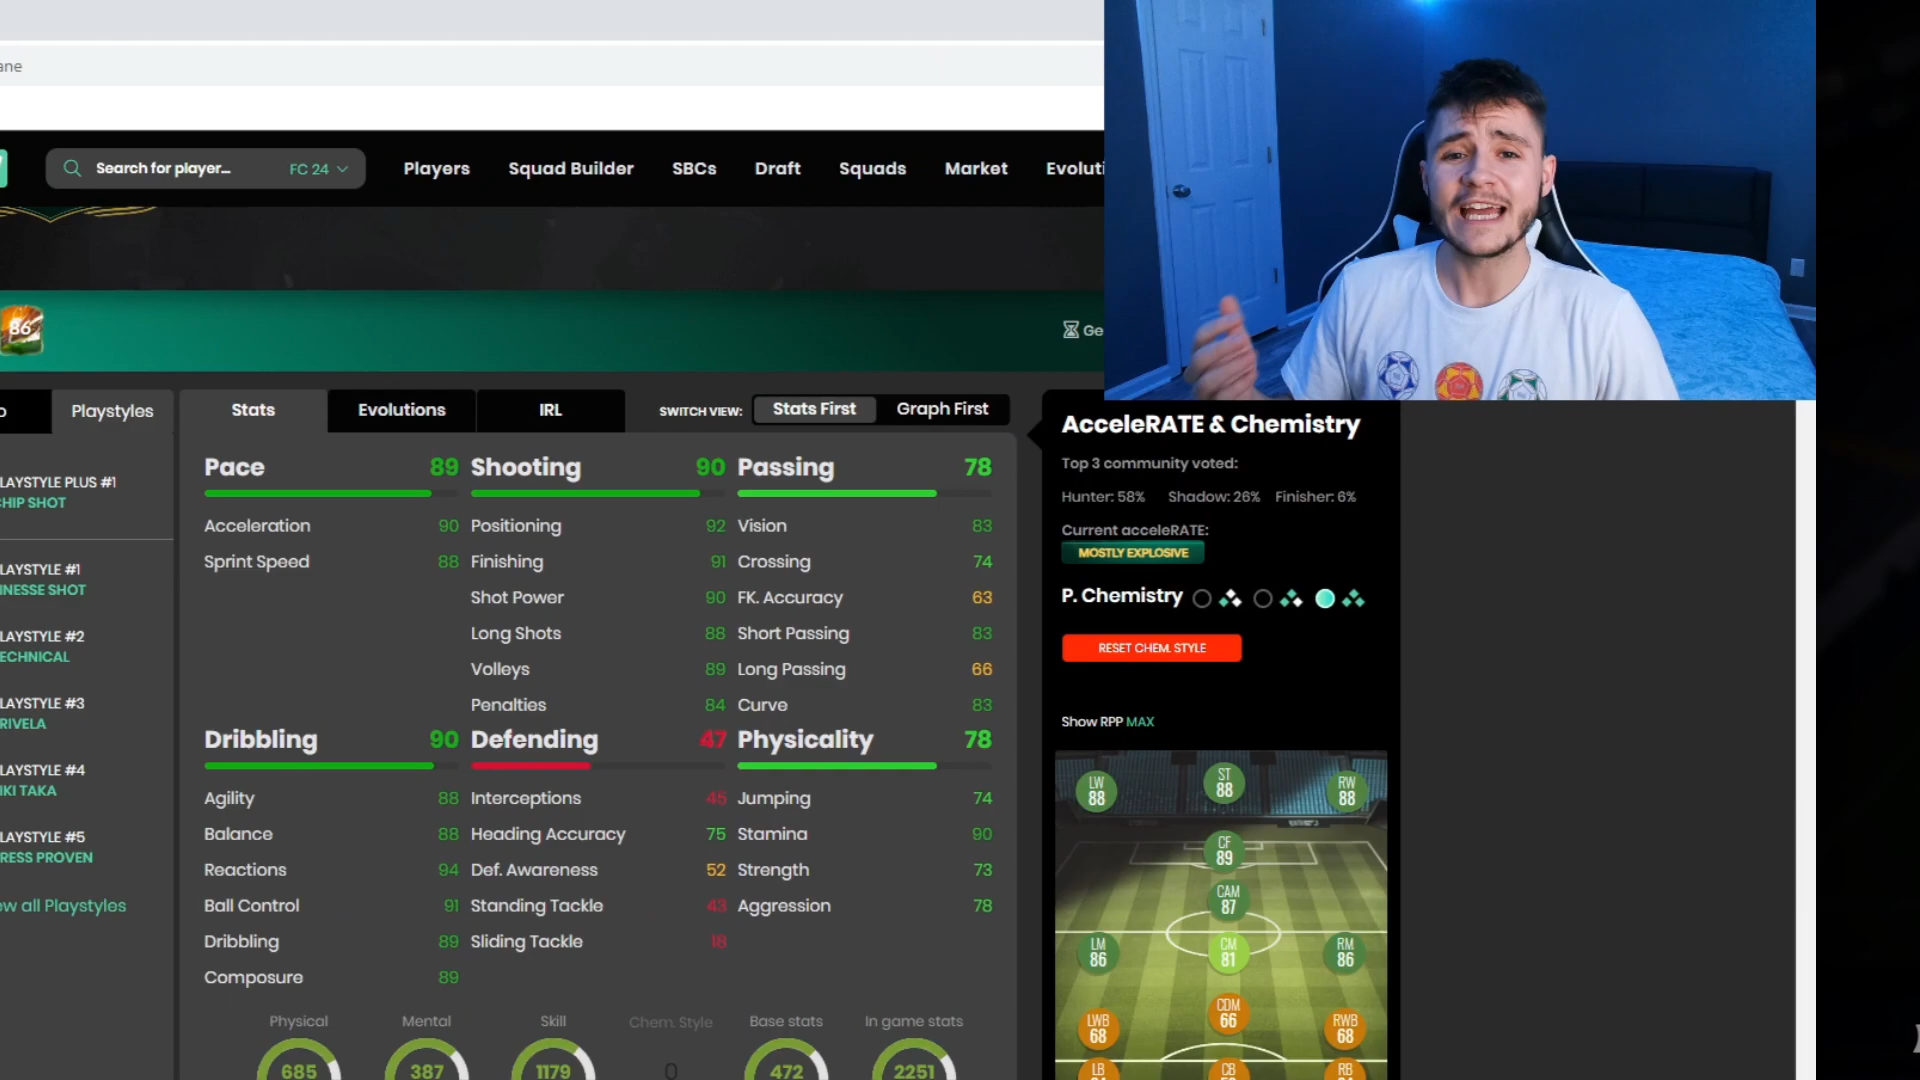 ane
Search for player...
FC 24
Players
Squad Builder
SBCs
Draft
Squads
Market
Evoluti
86
Ge
o
Playstyles
Stats
Evolutions
IRL
SWITCH VIEW:
Stats First
Graph First
LAYSTYLE PLUS #1
CHIP SHOT
LAYSTYLE #1
INESSE SHOT
LAYSTYLE #2
ECHNICAL
LAYSTYLE #3
RIVELA
LAYSTYLE #4
IKI TAKA
LAYSTYLE #5
RESS PROVEN
ew all Playstyles
Pace 89
Acceleration 90
Sprint Speed 88
Shooting 90
Positioning 92
Finishing 91
Shot Power 90
Long Shots 88
Volleys 89
Penalties 84
Passing 78
Vision 83
Crossing 74
FK. Accuracy 63
Short Passing 83
Long Passing 66
Curve 83
Dribbling 90
Agility 88
Balance 88
Reactions 94
Ball Control 91
Dribbling 89
Composure 89
Defending 47
Interceptions 45
Heading Accuracy 75
Def. Awareness 52
Standing Tackle 43
Sliding Tackle 18
Physicality 78
Jumping 74
Stamina 90
Strength 73
Aggression 78
Physical
685
Mental
387
Skill
1179
Chem. Style
0
Base stats
472
In game stats
2251
AcceleRATE & Chemistry
Top 3 community voted:
Hunter: 58% Shadow: 26% Finisher: 6%
Current acceleRATE:
MOSTLY EXPLOSIVE
P. Chemistry
RESET CHEM. STYLE
Show RPP MAX
LW
88
ST
88
RW
88
CF
89
CAM
87
LM
86
CM
81
RM
86
LWB
68
CDM
66
RWB
68
LB
CB
RB